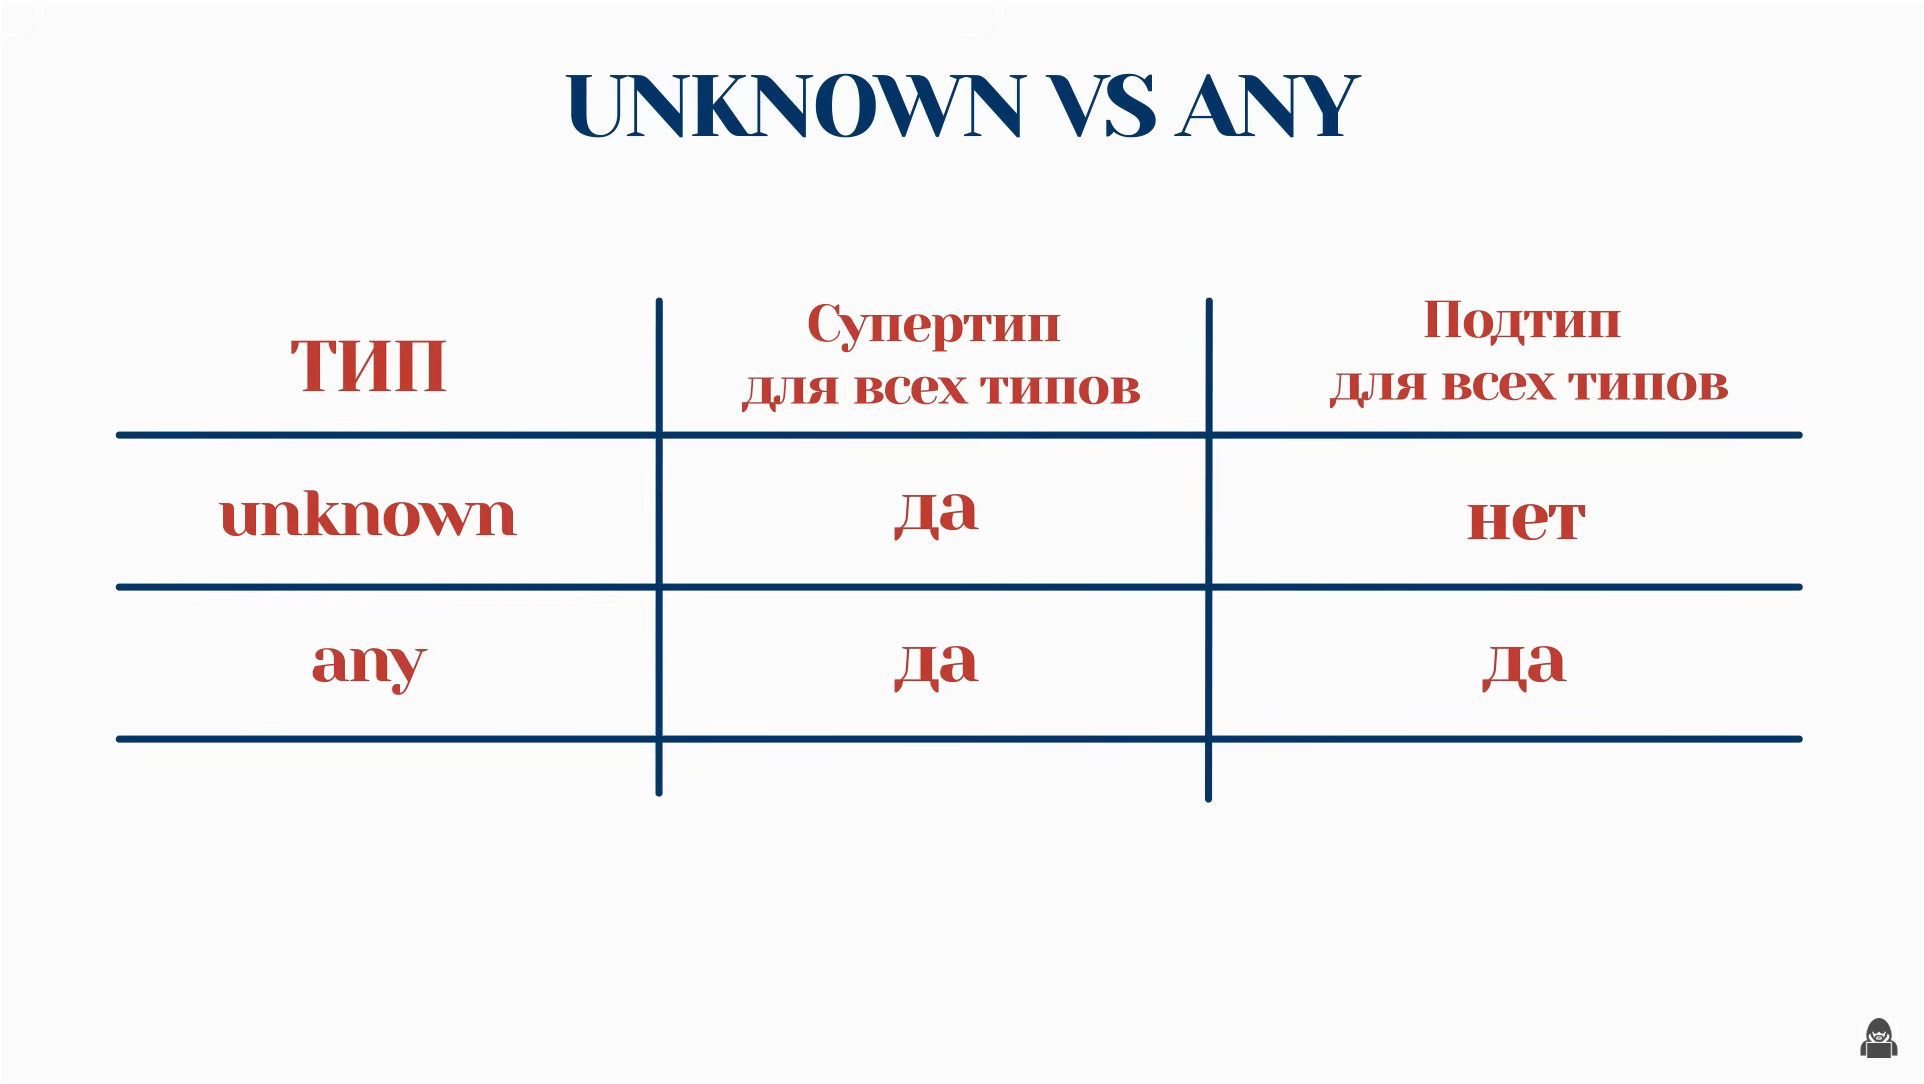 UNKNOWN VS ANY
ТИП
Супертип
для всех типов
Подтип
для всех типов
unknown
да
нет
any
да
да